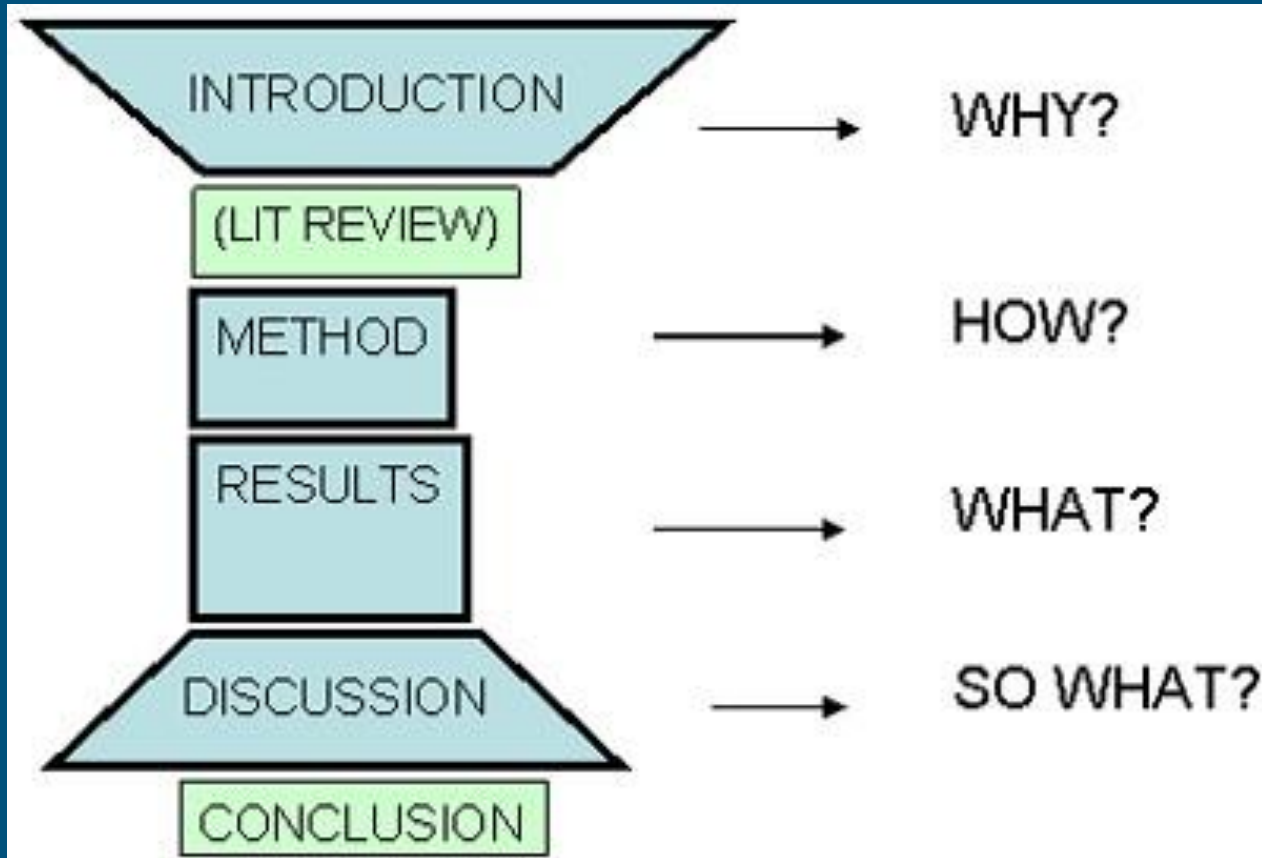 INTRODUCTION
WHY?
(LIT REVIEW)
METHOD
HOW?
RESULTS
WHAT?
DISCUSSION
SO WHAT?
CONCLUSION